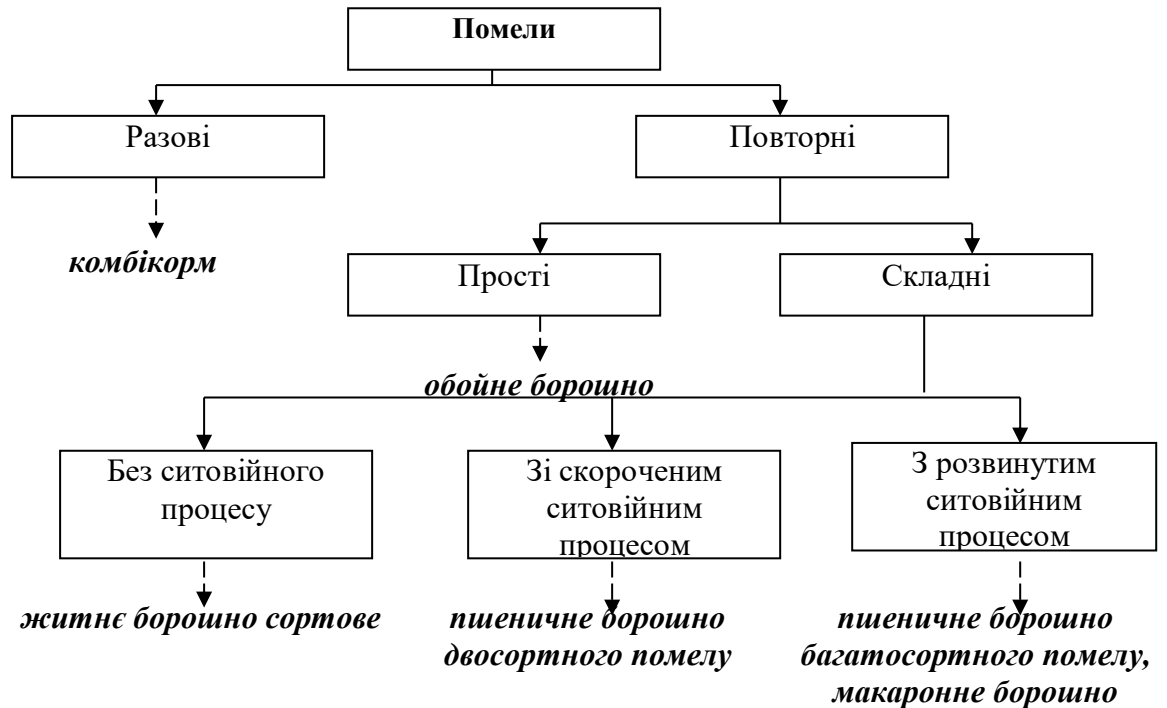 Помели
Разові
Повторні
комбікорм
Прості
Складні
обойне борошно
Без ситовійного
процесу
Зі скороченим
ситовійним
процесом
З розвинутим
ситовійним
процесом
житнє борошно сортове
пшеничне борошно
двосортного помелу
пшеничне борошно
багатосортного помелу,
макаронне борошно